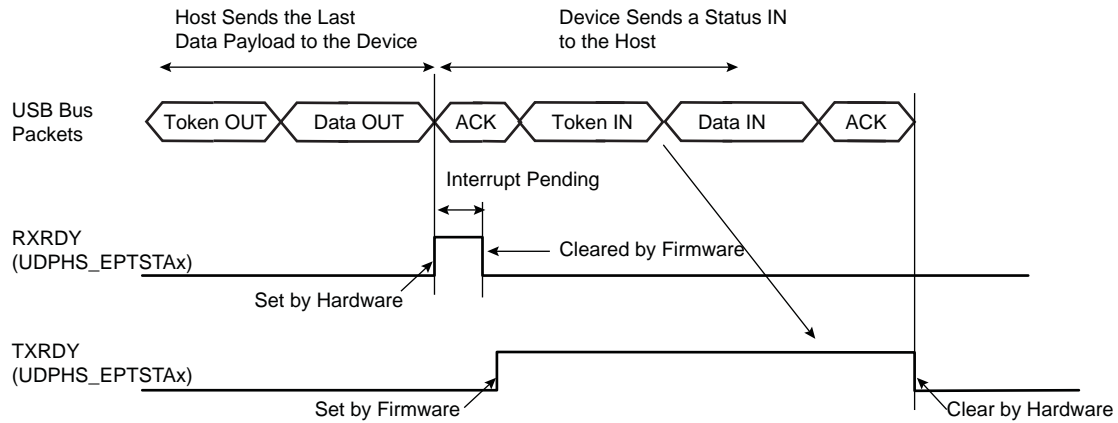 Host Sends the Last
Data Payload to the Device
Device Sends a Status IN
to the Host
USB Bus
Packets
Token OUT
Data OUT
ACK
Token IN
Data IN
ACK
Interrupt Pending
RXRDY
(UDPHS_EPTSTAx)
Cleared by Firmware
Set by Hardware
TXRDY
(UDPHS_EPTSTAx)
Set by Firmware
Clear by Hardware